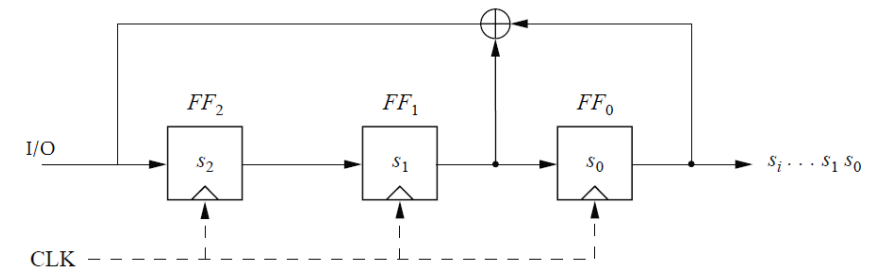 FF₂ FF₁ FF₀
I/O s₂ s₁ s₀ sᵢ . . . s₁ s₀
CLK